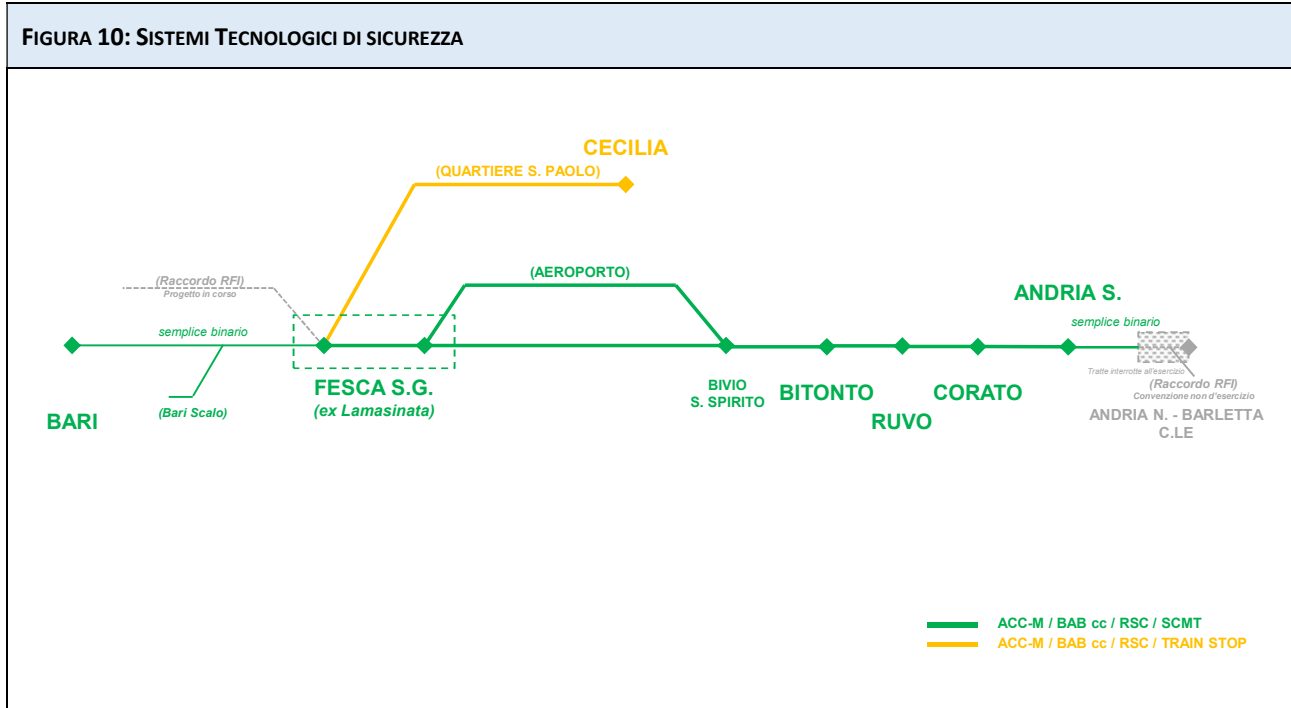 FIGURA 10: SISTEMI TECNOLOGICI DI SICUREZZA
CECILIA
(QUARTIERE S. PAOLO)
(Raccordo RFI)
Progetto in corso
(AEROPORTO)
ANDRIA S.
semplice binario
semplice binario
Tratte interrotte all'esercizio
(Raccordo RFI)
Convenzione non d'esercizio
ANDRIA N. - BARLETTA
C.LE
FESCA S.G.
(ex Lamasinata)
BIVIO
S. SPIRITO
BITONTO
CORATO
(Bari Scalo)
BARI
RUVO
ACC-M / BAB cc / RSC / SCMT
ACC-M / BAB cc / RSC / TRAIN STOP